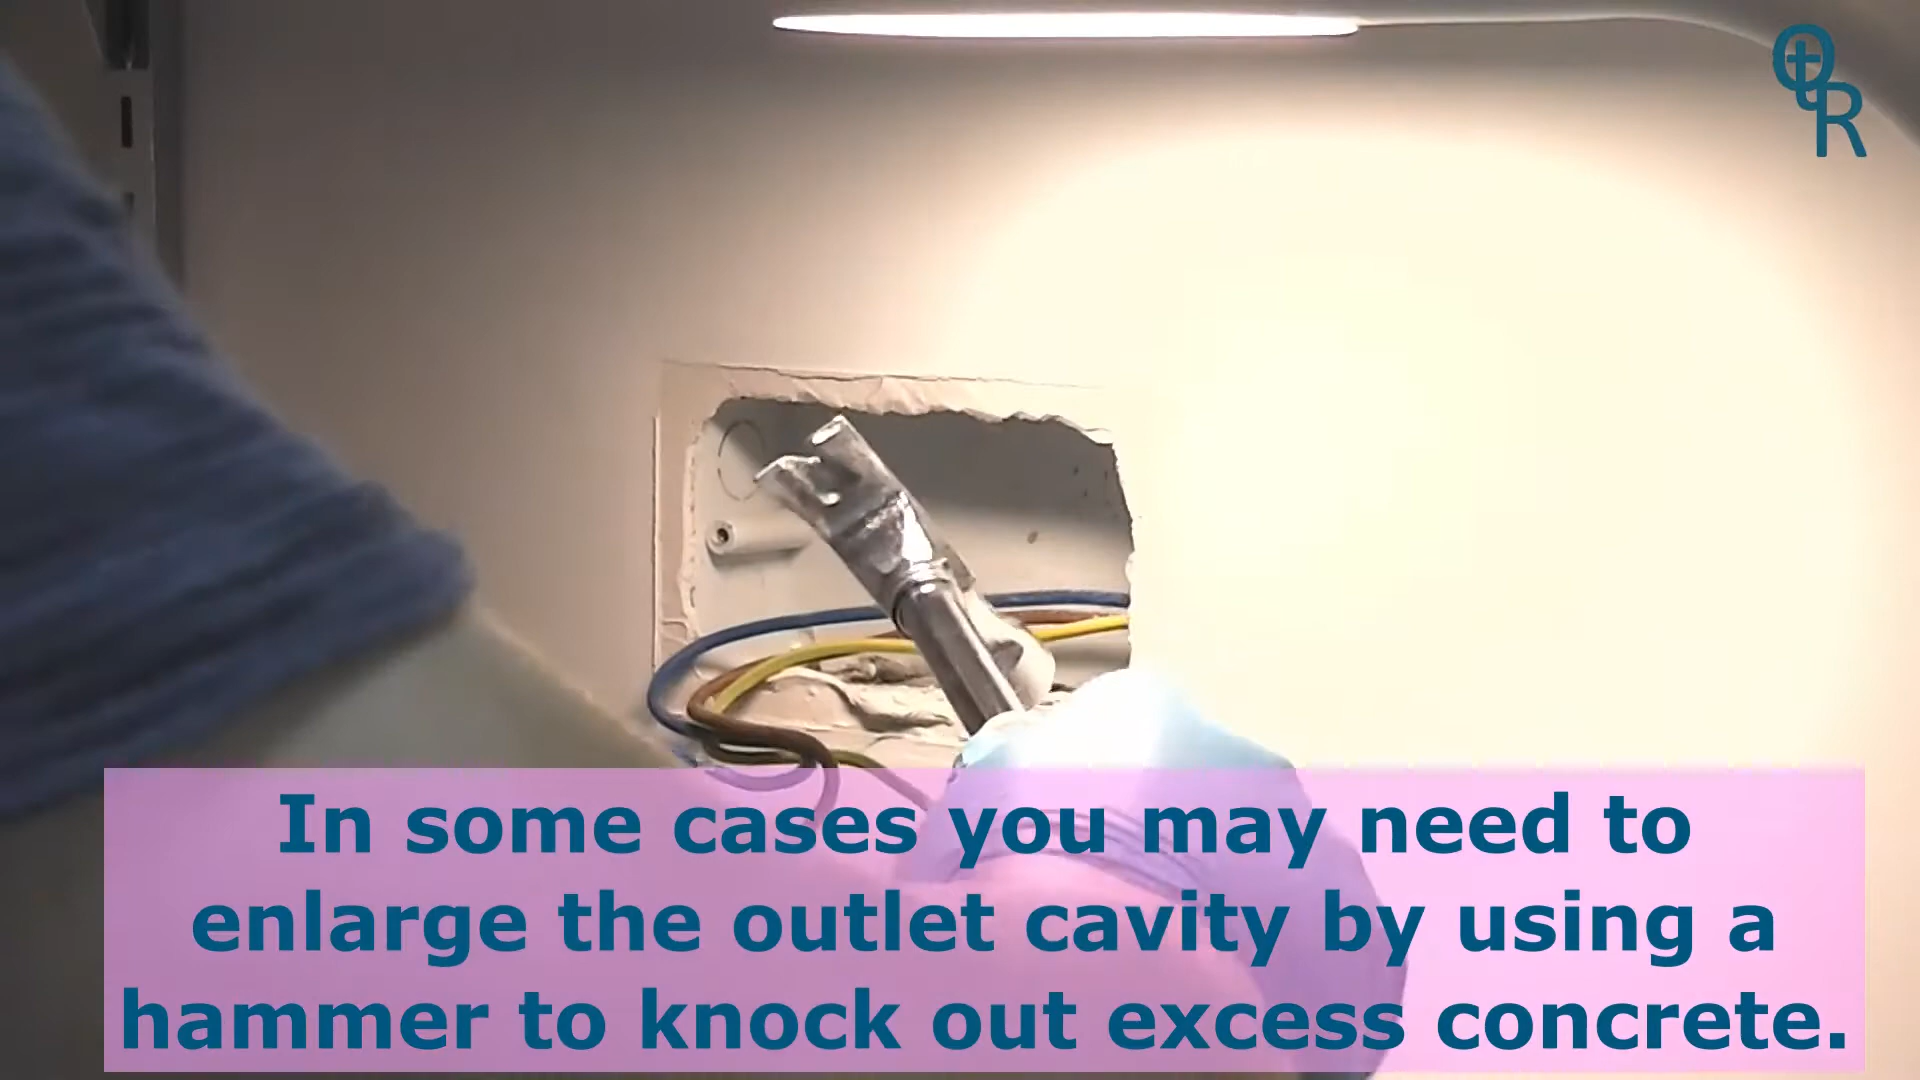 QtR
In some cases you may need to
enlarge the outlet cavity by using a
hammer to knock out excess concrete.